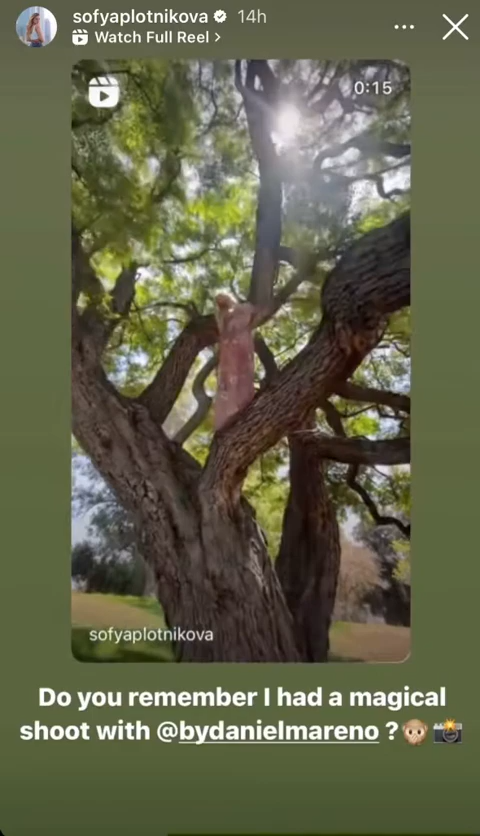 sofyaplotnikova 14h
Watch Full Reel >
0:15
sofyaplotnikova
Do you remember I had a magical
shoot with @bydanielmareno ?🙊📸